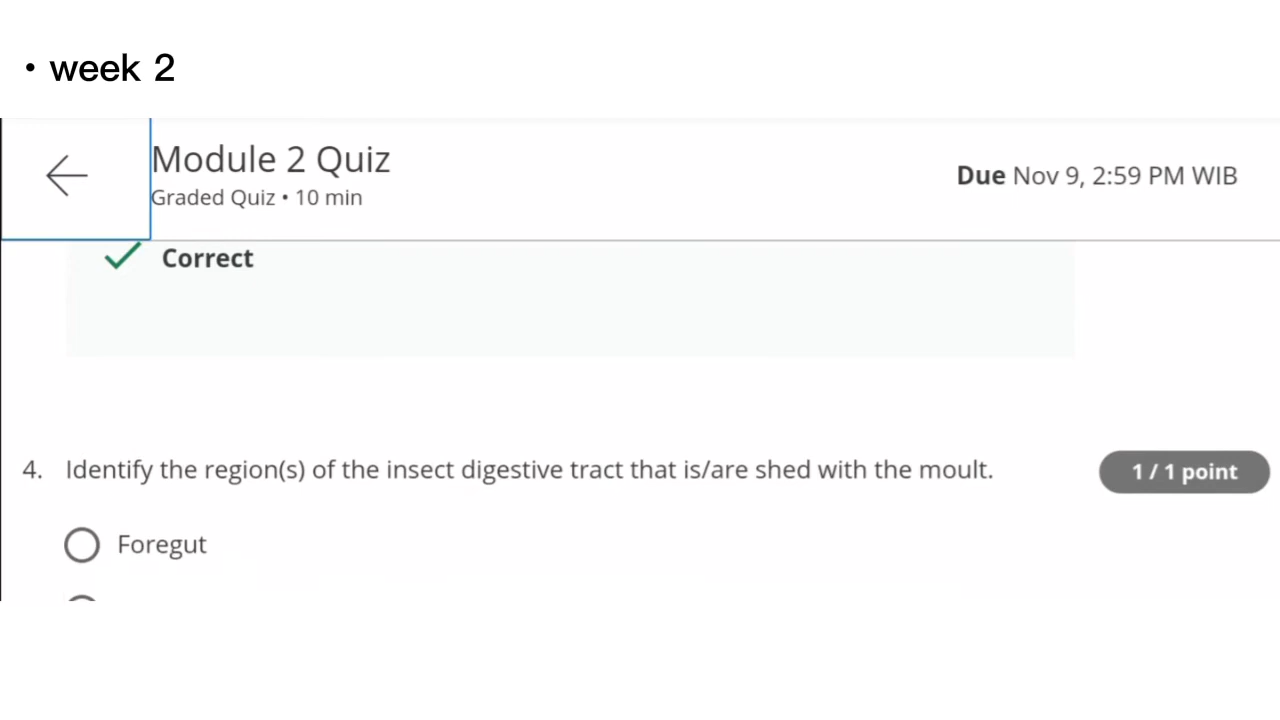 • week 2
Module 2 Quiz
Graded Quiz • 10 min
Due Nov 9, 2:59 PM WIB
Correct
4. Identify the region(s) of the insect digestive tract that is/are shed with the moult.
1 / 1 point
Foregut